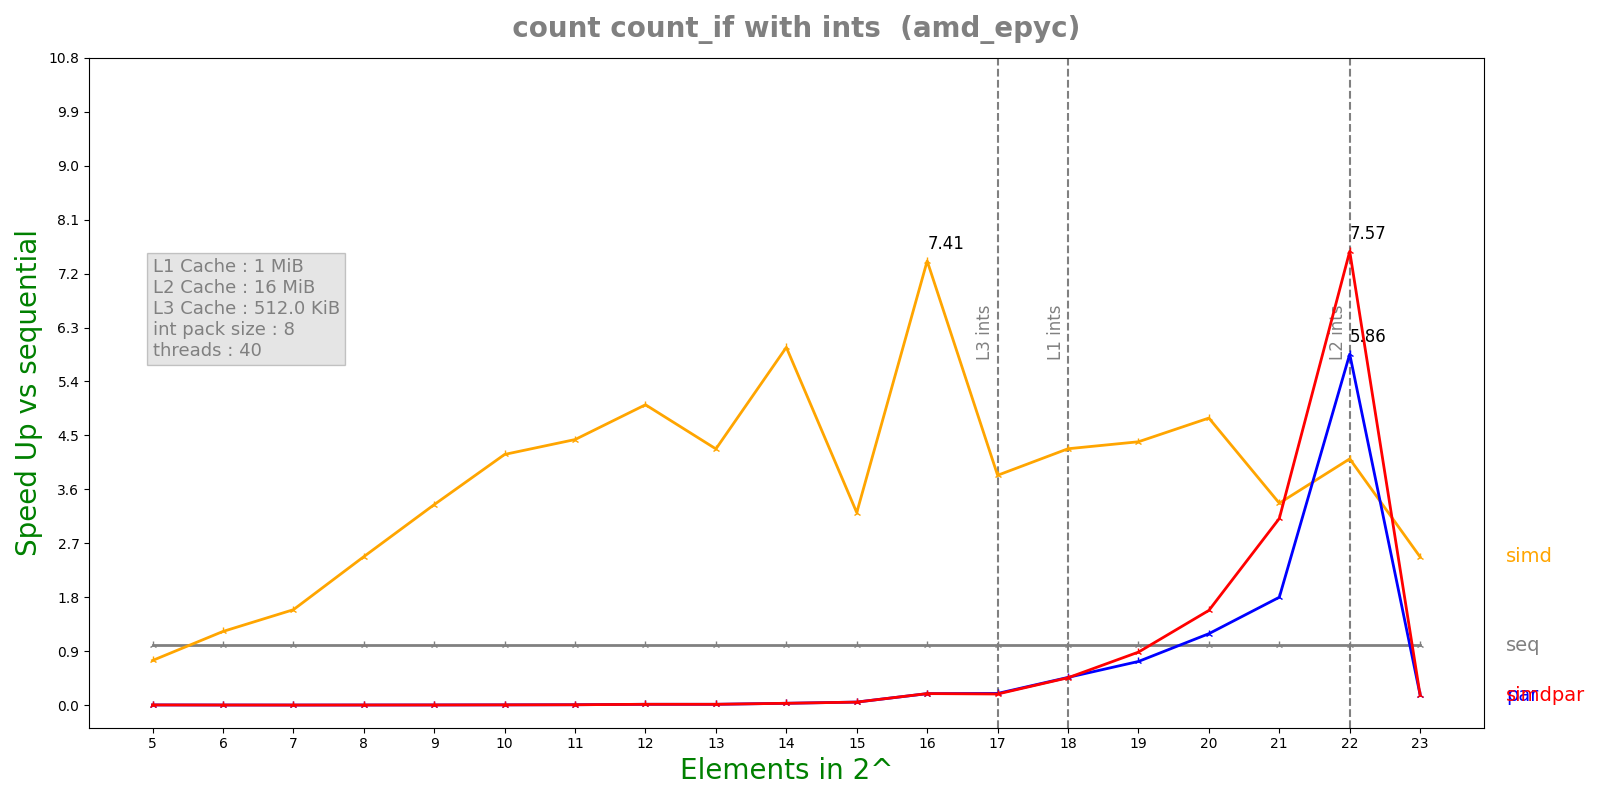 count count_if with ints  (amd_epyc)
10.8
9.9
9.0
8.1
7.2
6.3
5.4
4.5
3.6
2.7
1.8
0.9
0.0
Speed Up vs sequential
L1 Cache : 1 MiB
L2 Cache : 16 MiB
L3 Cache : 512.0 KiB
int pack size : 8
threads : 40
7.41
7.57
5.86
L3 ints
L1 ints
L2 ints
simd
seq
par
simdpar
5 6 7 8 9 10 11 12 13 14 15 16 17 18 19 20 21 22 23
Elements in 2^